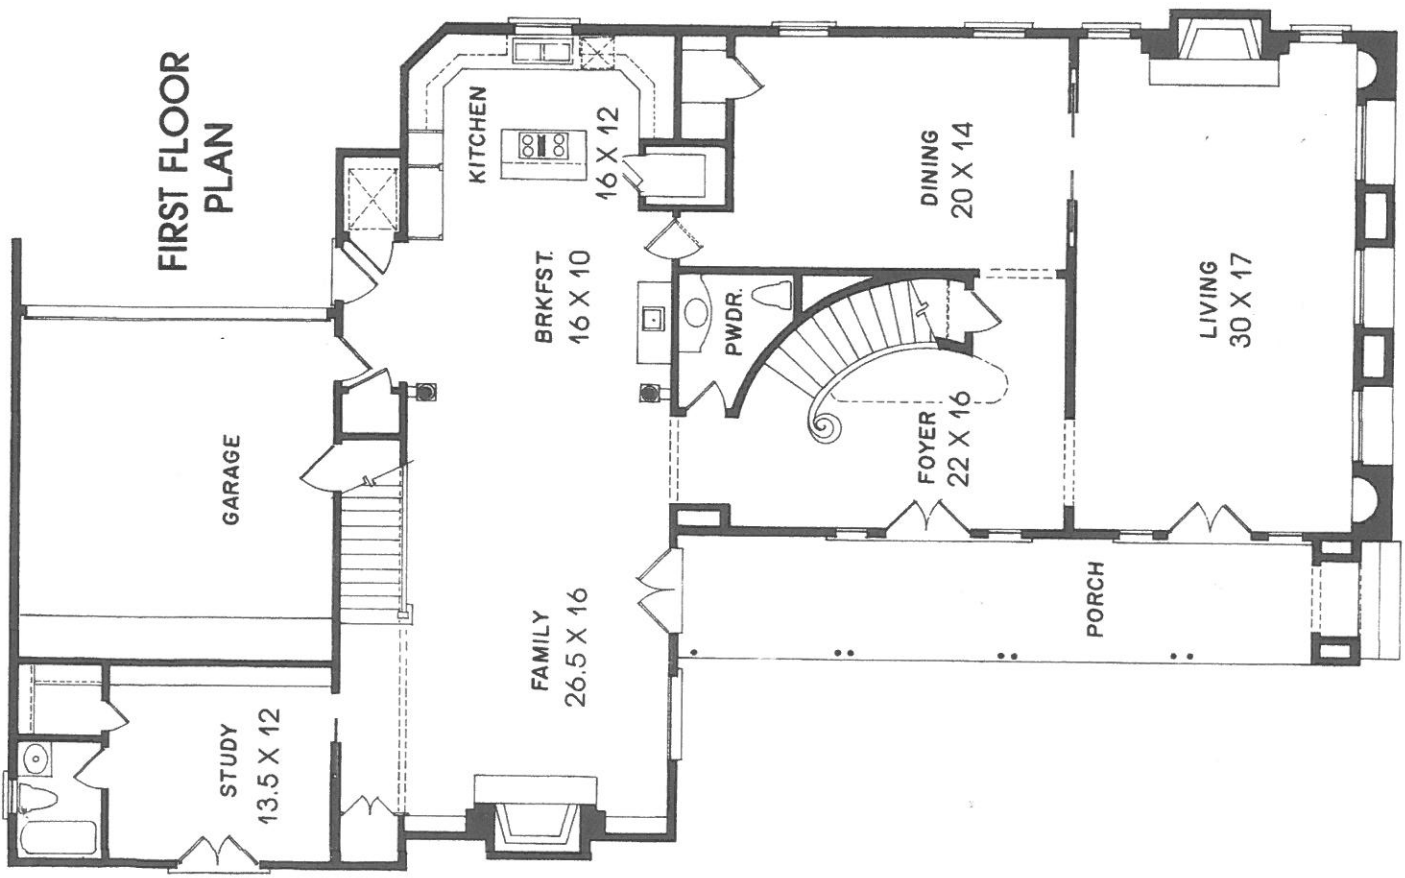 FIRST FLOOR
PLAN
KITCHEN
16 X 12
DINING
20 X 14
LIVING
30 X 17
BRKFST.
16 X 10
PWDR.
FOYER
22 X 16
GARAGE
FAMILY
26.5 X 16
PORCH
STUDY
13.5 X 12